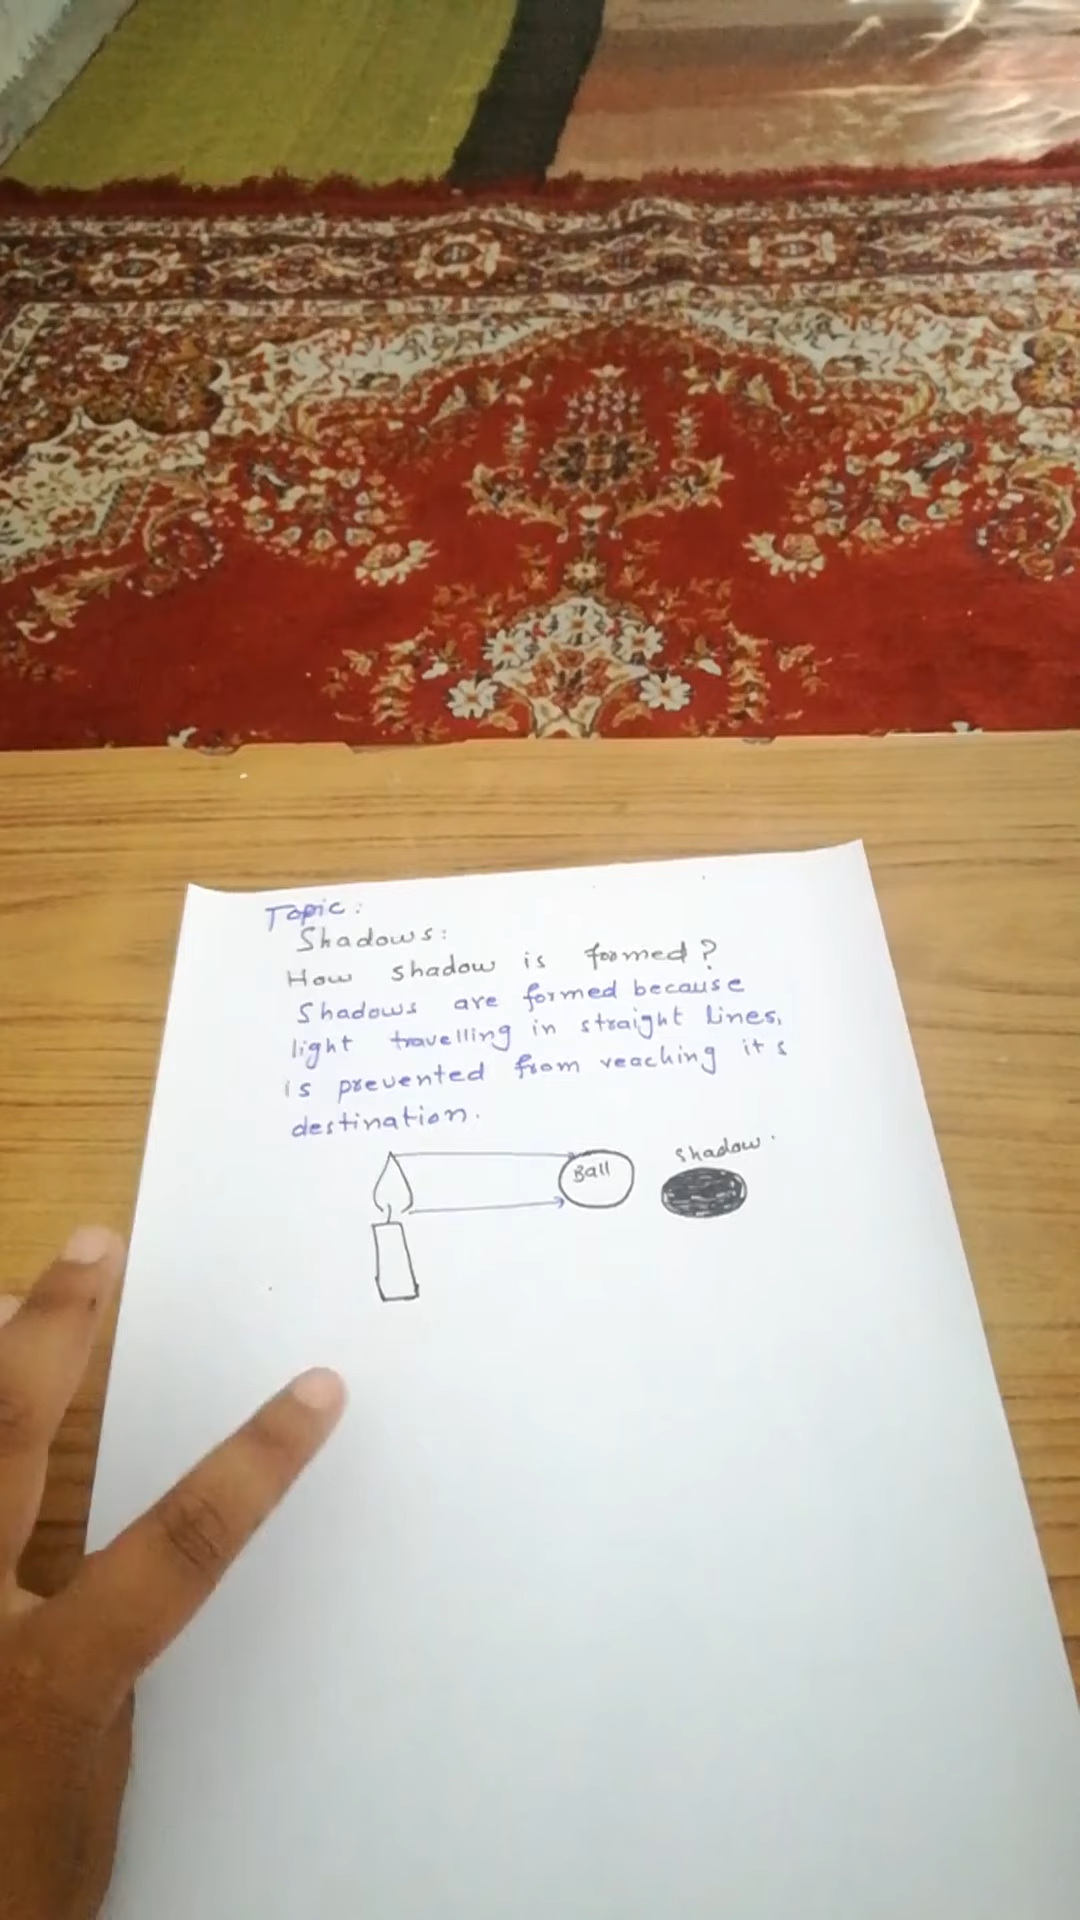 Topic:
Shadows:
How shadow is formed?
Shadows are formed because
light travelling in straight lines,
is prevented from reaching it s
destination.
Ball
Shadow.